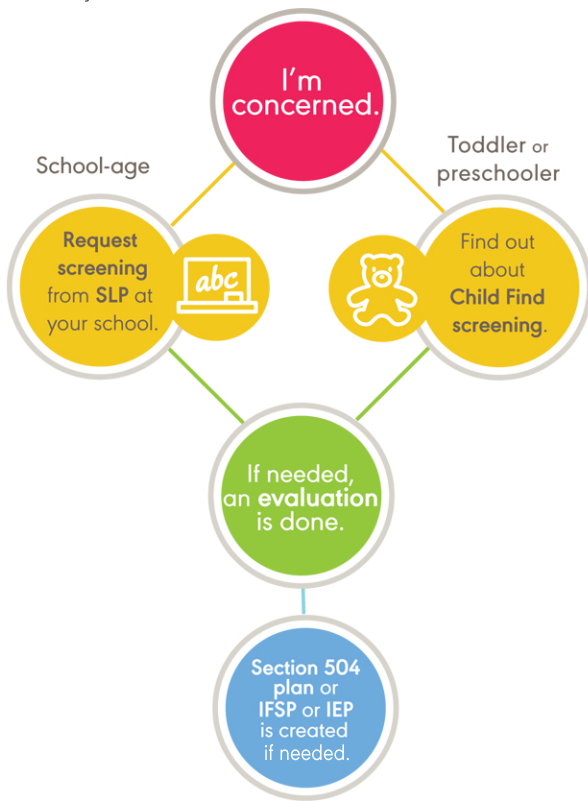 I'm
concerned.
School-age
Toddler or
preschooler
Request
screening
from SLP at
your school.
abc
Find out
about
Child Find
screening.
If needed,
an evaluation
is done.
Section 504
plan or
IFSP or IEP
is created
if needed.